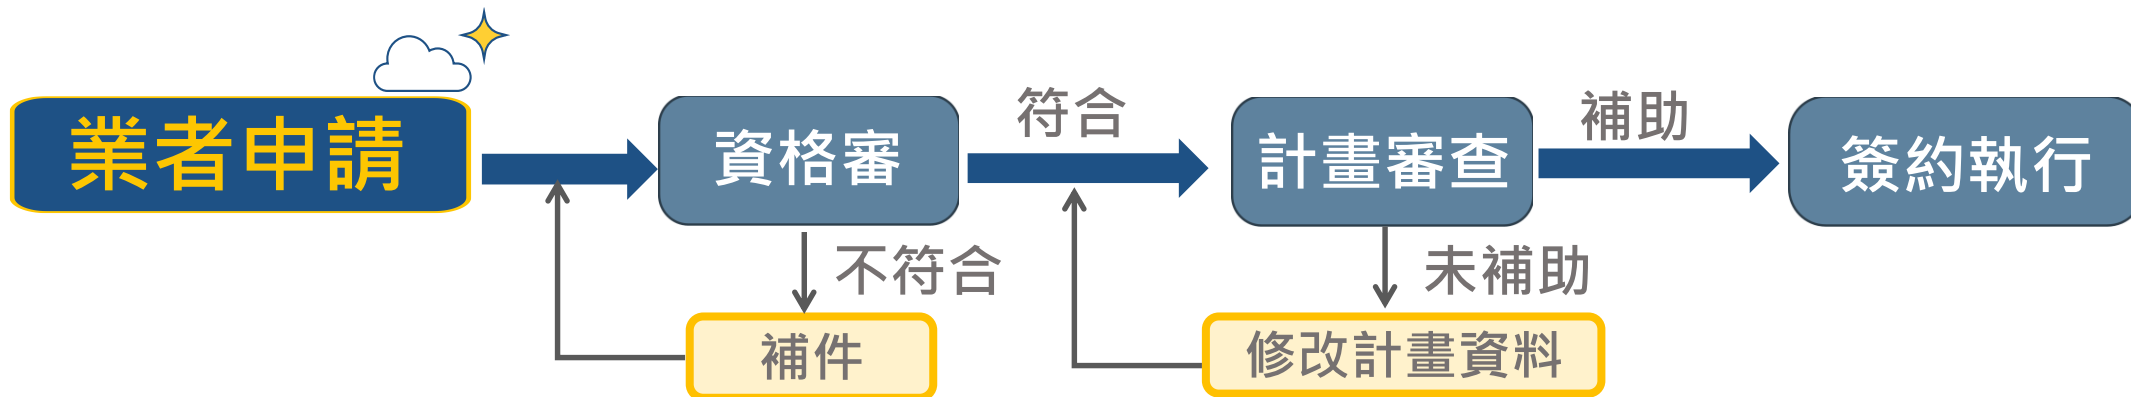 業者申請
資格審
符合
計畫審查
補助
簽約執行
不符合
補件
未補助
修改計畫資料